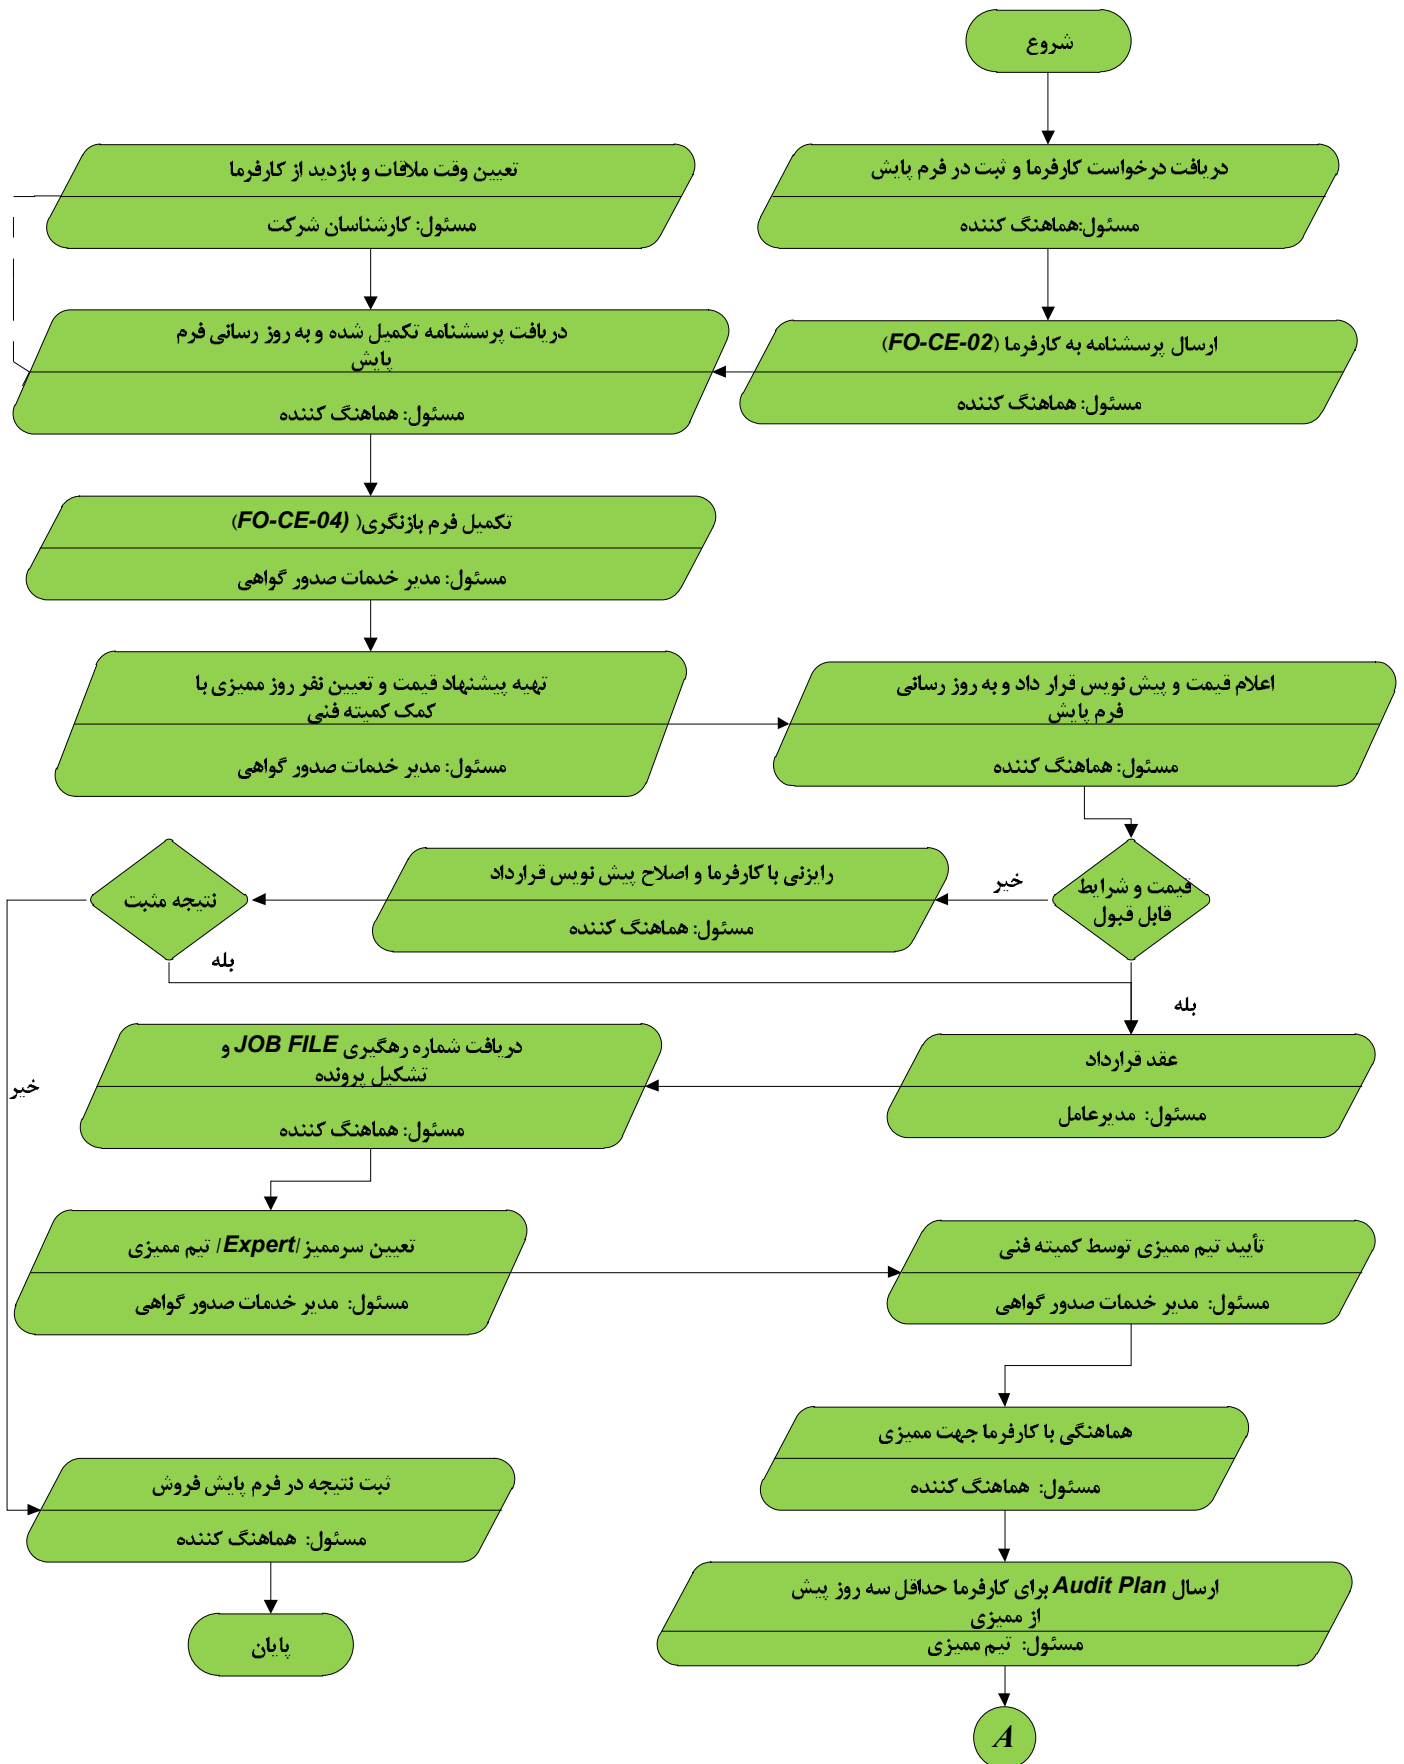 شروع
دریافت درخواست کارفرما و ثبت در فرم پایش
مسئول:هماهنگ کننده
تعیین وقت ملاقات و بازدید از کارفرما
مسئول: کارشناسان شرکت
ارسال پرسشنامه به کارفرما (FO-CE-02)
مسئول: هماهنگ کننده
دریافت پرسشنامه تکمیل شده و به روز رسانی فرم
پایش
مسئول: هماهنگ کننده
تکمیل فرم بازنگری( FO-CE-04)
مسئول: مدیر خدمات صدور گواهی
تهیه پیشنهاد قیمت و تعیین نفر روز ممیزی با
کمک کمیته فنی
مسئول: مدیر خدمات صدور گواهی
اعلام قیمت و پیش نویس قرار داد و به روز رسانی
فرم پایش
مسئول: هماهنگ کننده
قیمت و شرایط
قابل قبول
خیر
رایزنی با کارفرما و اصلاح پیش نویس قرارداد
مسئول: هماهنگ کننده
نتیجه مثبت
بله
بله
خیر
عقد قرارداد
مسئول: مدیرعامل
دریافت شماره رهگیری JOB FILE و
تشکیل پرونده
مسئول: هماهنگ کننده
تعیین سرممیز /Expert/ تیم ممیزی
مسئول: مدیر خدمات صدور گواهی
تأیید تیم ممیزی توسط کمیته فنی
مسئول: مدیر خدمات صدور گواهی
هماهنگی با کارفرما جهت ممیزی
مسئول: هماهنگ کننده
ثبت نتیجه در فرم پایش فروش
مسئول: هماهنگ کننده
ارسال Audit Plan برای کارفرما حداقل سه روز پیش
از ممیزی
مسئول: تیم ممیزی
پایان
A